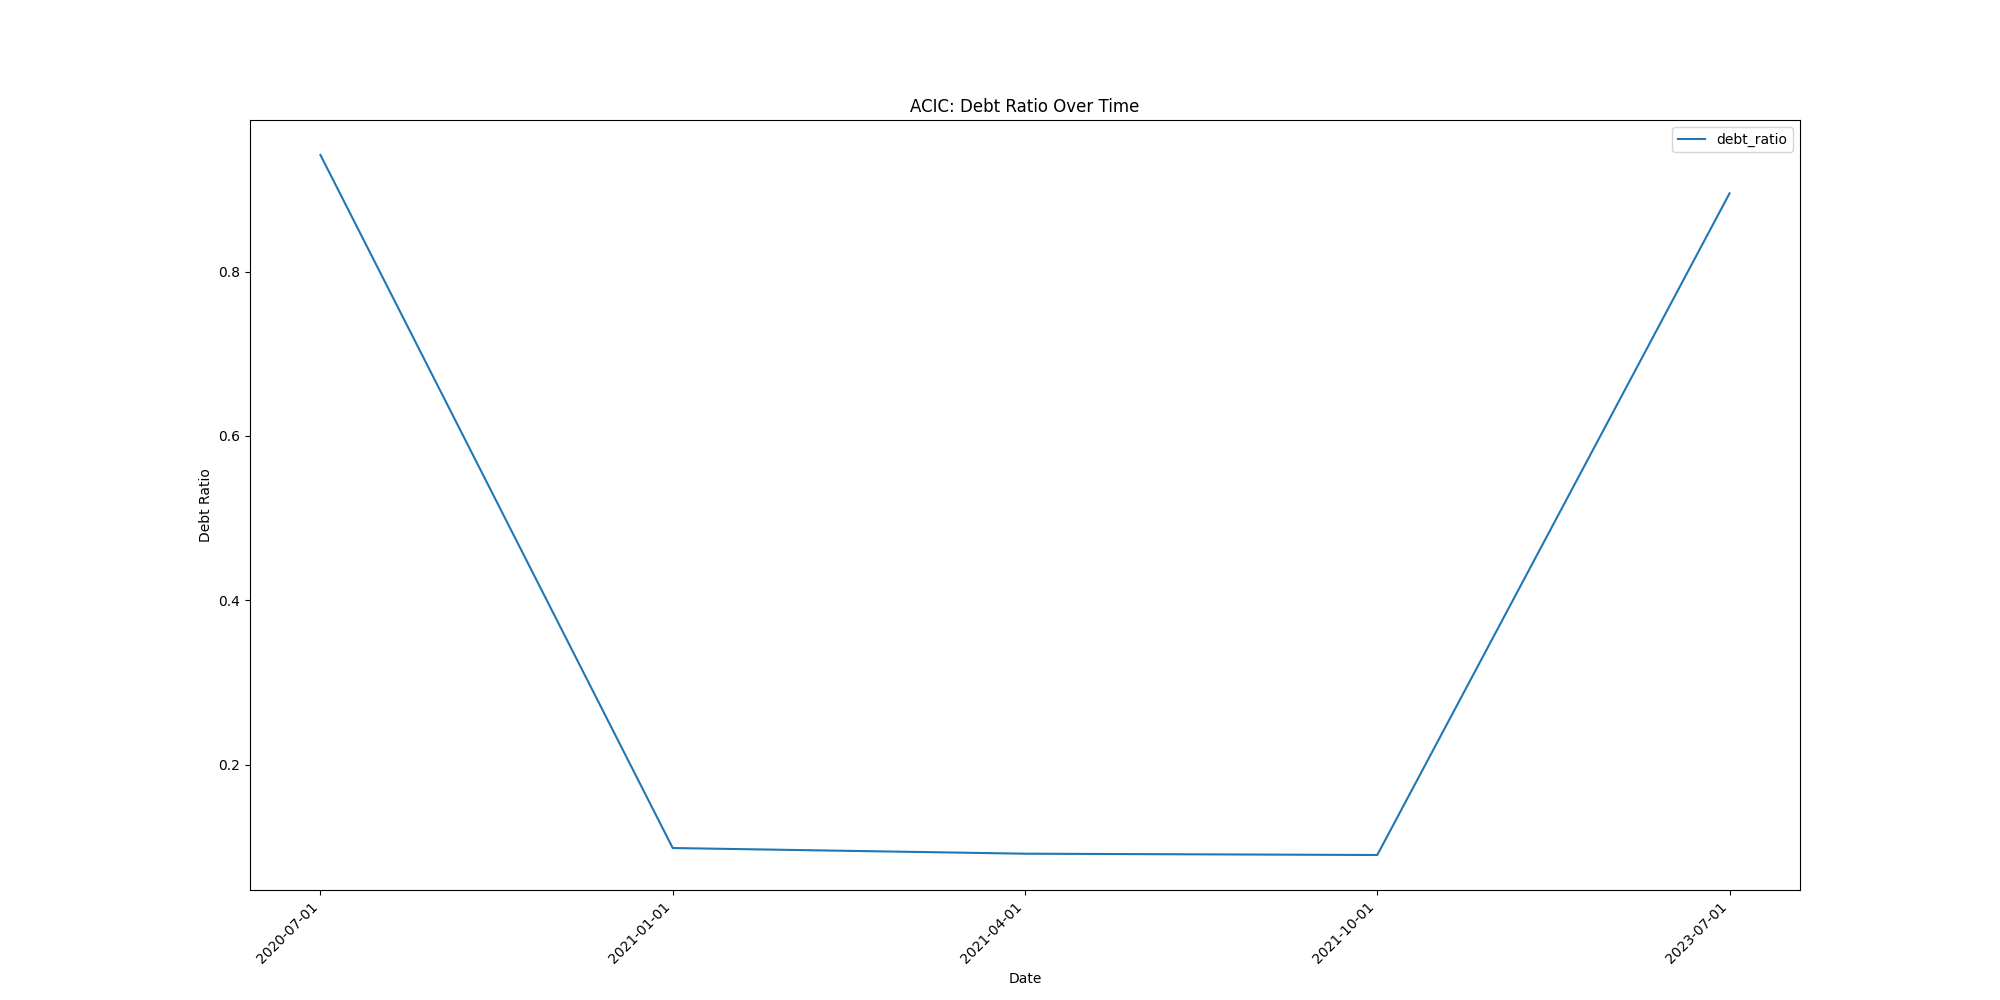 ACIC: Debt Ratio Over Time
debt_ratio
0.8
0.6
0.4
0.2
Debt Ratio
2020-07-01
2021-01-01
2021-04-01
2021-10-01
2023-07-01
Date